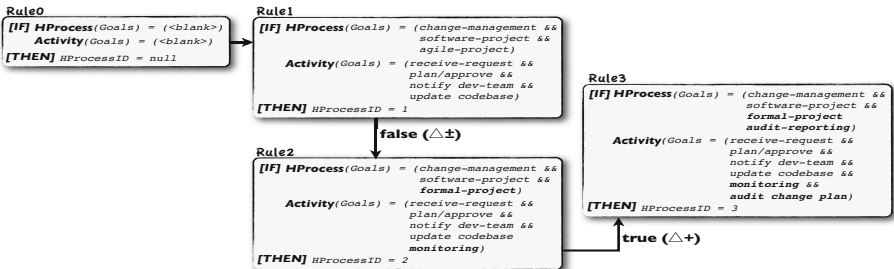 Rule0
[IF] HProcess(Goals) = (<blank>)
Activity(Goals) = (<blank>)
[THEN] HProcessID = null
Rule1
[IF] HProcess(Goals) = (change-management &&
software-project &&
agile-project)
Activity(Goals) = (receive-request &&
plan/approve &&
notify dev-team &&
update codebase)
[THEN] HProcessID = 1
false (△±)
Rule2
[IF] HProcess(Goals) = (change-management &&
software-project &&
formal-project)
Activity(Goals) = (receive-request &&
plan/approve &&
notify dev-team &&
update codebase
monitoring)
[THEN] HProcessID = 2
true (△+)
Rule3
[IF] HProcess(Goals) = (change-management &&
software-project &&
formal-project
audit-reporting)
Activity(Goals = (receive-request &&
plan/approve &&
notify dev-team &&
update codebase &&
monitoring &&
audit change plan)
[THEN] HProcessID = 3